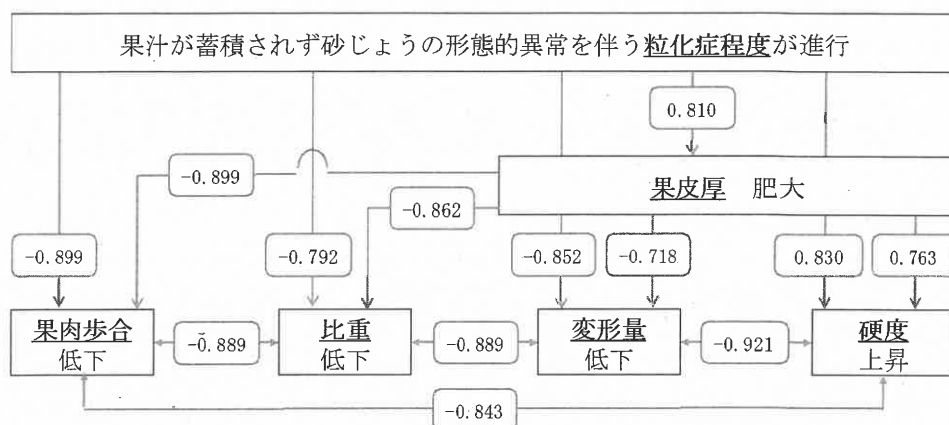 果汁が蓄積されず砂じょうの形態的異常を伴う粒化症程度が進行
0.810
-0.899
果皮厚 肥大
-0.862
-0.899
-0.792
-0.852
-0.718
0.830
0.763
果肉歩合
低下
-0.889
比重
低下
-0.889
変形量
低下
-0.921
硬度
上昇
-0.843